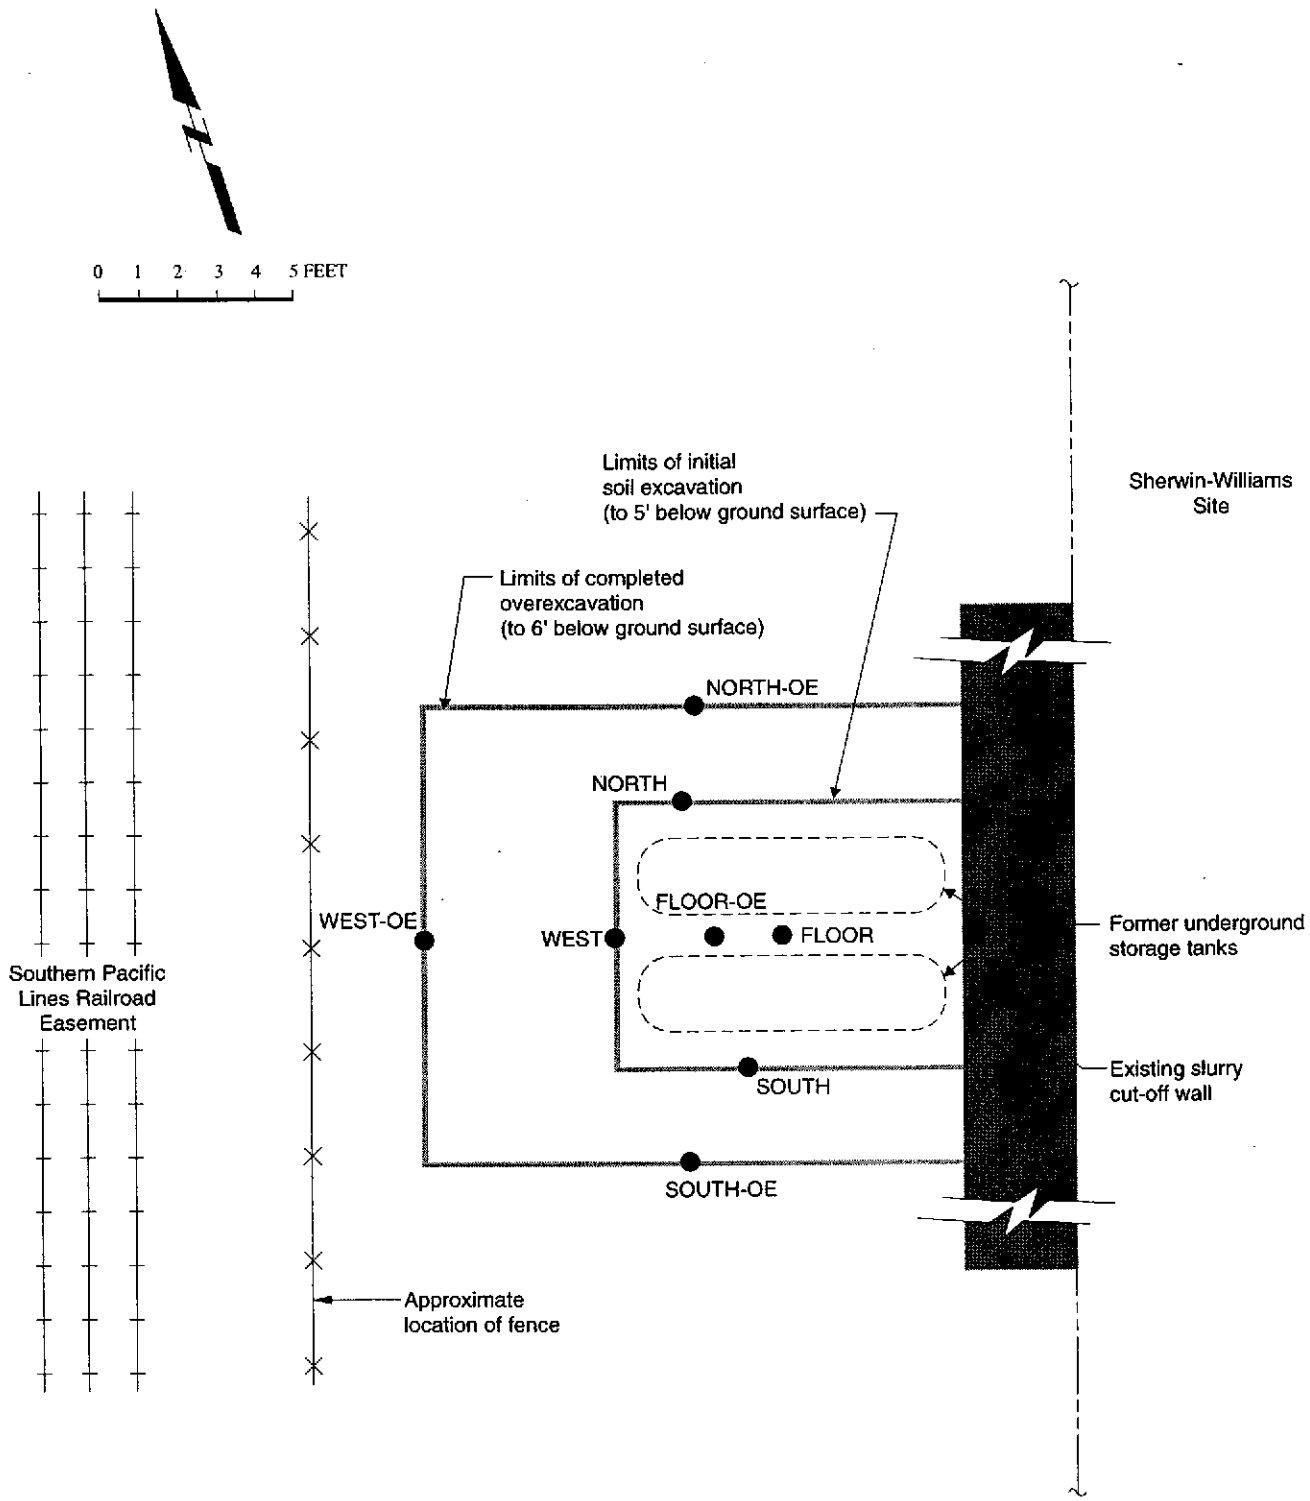 N
0 1 2 3 4 5 FEET
Limits of initial
soil excavation
(to 5' below ground surface)
Sherwin-Williams
Site
Limits of completed
overexcavation
(to 6' below ground surface)
NORTH-OE
NORTH
FLOOR-OE
WEST-OE
WEST
FLOOR
Former underground
storage tanks
Southern Pacific
Lines Railroad
Easement
Existing slurry
cut-off wall
SOUTH
SOUTH-OE
Approximate
location of fence